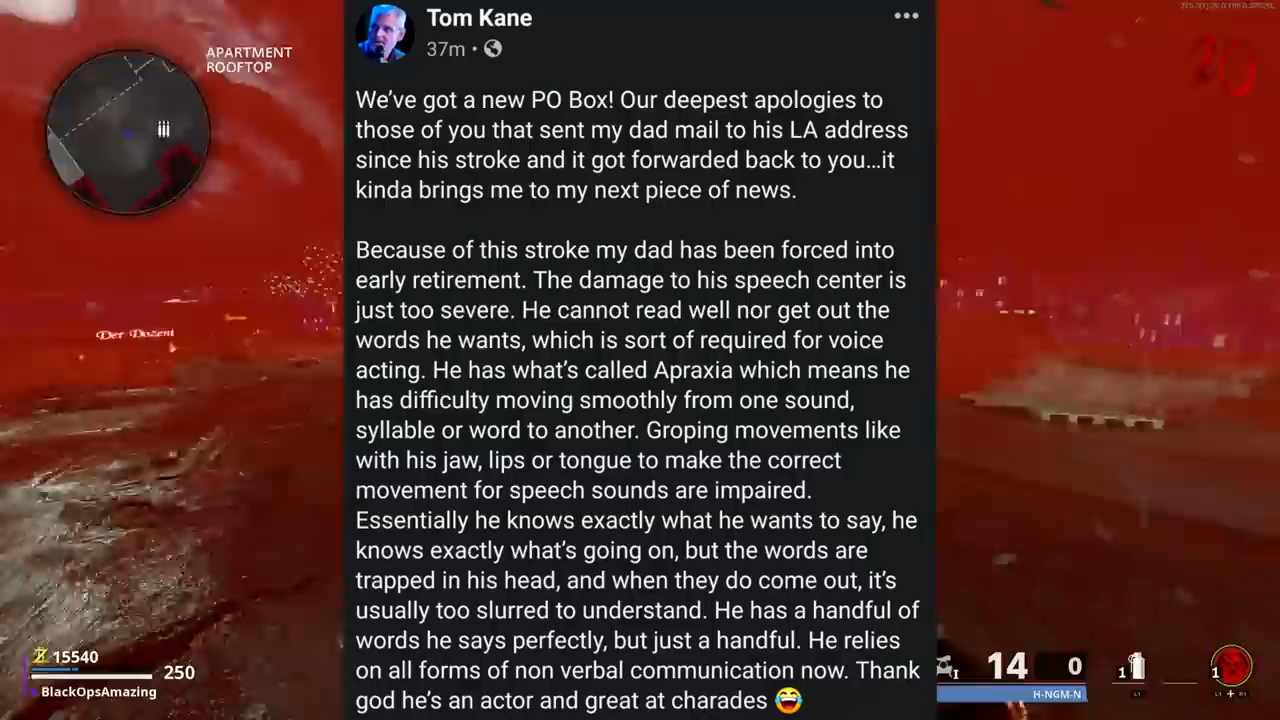 Tom Kane
37m
APARTMENT
ROOFTOP
We've got a new PO Box! Our deepest apologies to
those of you that sent my dad mail to his LA address
since his stroke and it got forwarded back to you…it
kinda brings me to my next piece of news.
Because of this stroke my dad has been forced into
early retirement. The damage to his speech center is
just too severe. He cannot read well nor get out the
words he wants, which is sort of required for voice
acting. He has what's called Apraxia which means he
has difficulty moving smoothly from one sound,
syllable or word to another. Groping movements like
with his jaw, lips or tongue to make the correct
movement for speech sounds are impaired.
Essentially he knows exactly what he wants to say, he
knows exactly what's going on, but the words are
trapped in his head, and when they do come out, it's
usually too slurred to understand. He has a handful of
words he says perfectly, but just a handful. He relies
on all forms of non verbal communication now. Thank
god he's an actor and great at charades 😂
Der Dozent
15540
250
BlackOpsAmazing
14 0
H-NGM-N
1
1
L1
L1 + R1